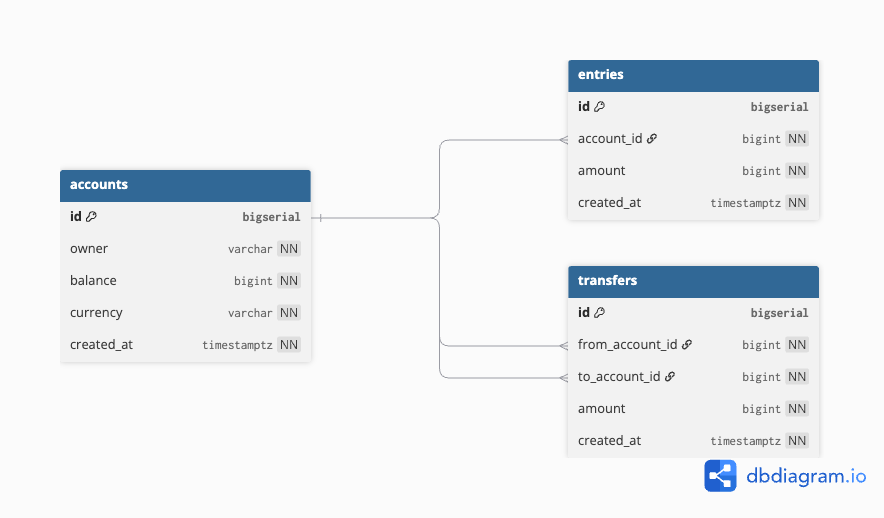 accounts
id bigserial
owner varchar NN
balance bigint NN
currency varchar NN
created_at timestamptz NN
entries
id bigserial
account_id bigint NN
amount bigint NN
created_at timestamptz NN
transfers
id bigserial
from_account_id bigint NN
to_account_id bigint NN
amount bigint NN
created_at timestamptz NN
dbdiagram.io